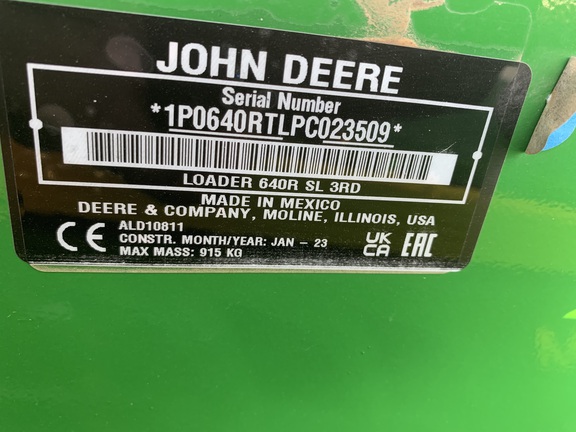 JOHN DEERE
Serial Number
*1P0640RTLPC023509*
LOADER 640R SL 3RD
MADE IN MEXICO
DEERE & COMPANY, MOLINE, ILLINOIS, USA
CE ALD10811
CONSTR. MONTH/YEAR: JAN - 23
MAX MASS: 915 KG
UK
CA EAC